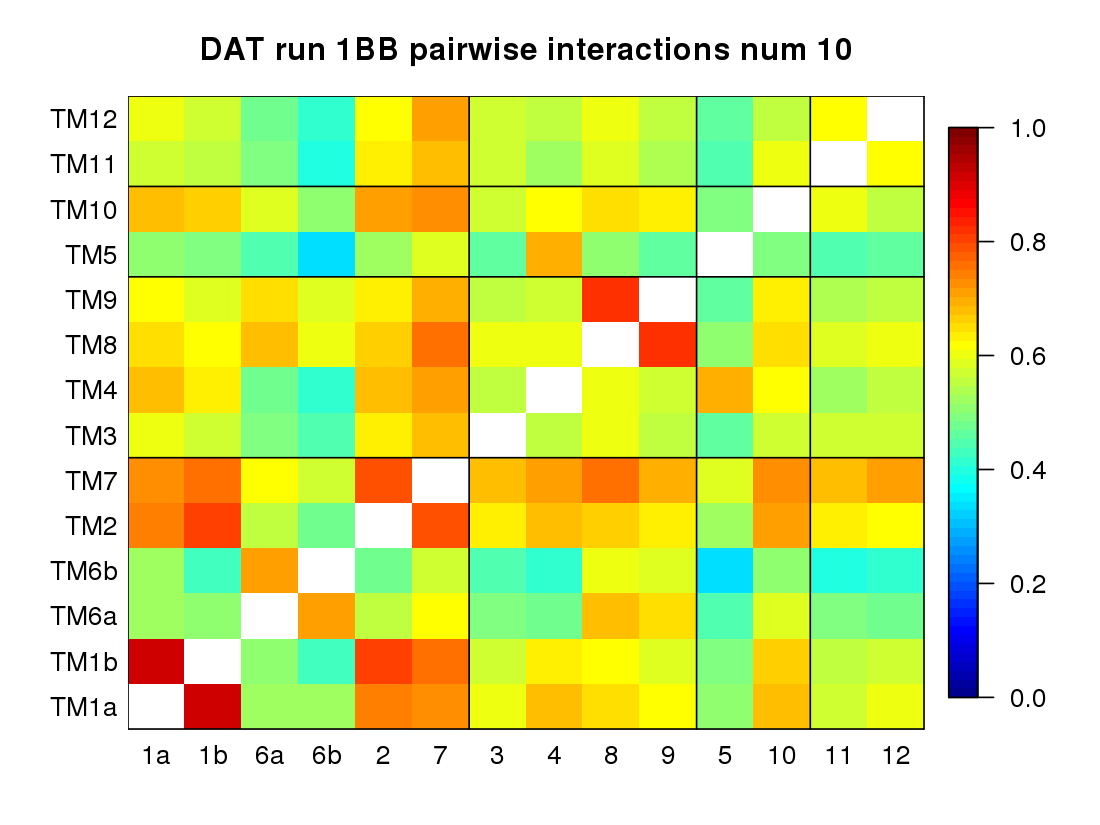 DAT run 1BB pairwise interactions num 10
TM12
TM11
TM10
TM5
TM9
TM8
TM4
TM3
TM7
TM2
TM6b
TM6a
TM1b
TM1a
1a 1b 6a 6b 2 7 3 4 8 9 5 10 11 12
1.0
0.8
0.6
0.4
0.2
0.0